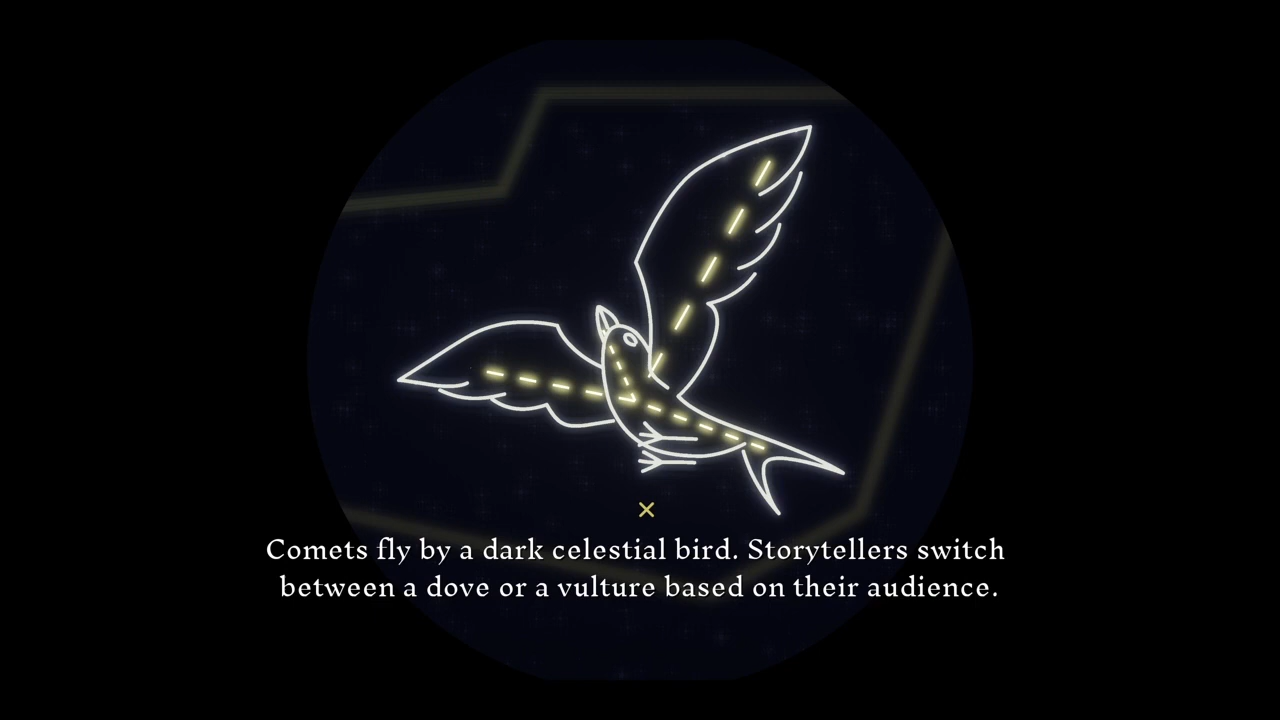 Comets fly by a dark celestial bird. Storytellers switch
between a dove or a vulture based on their audience.